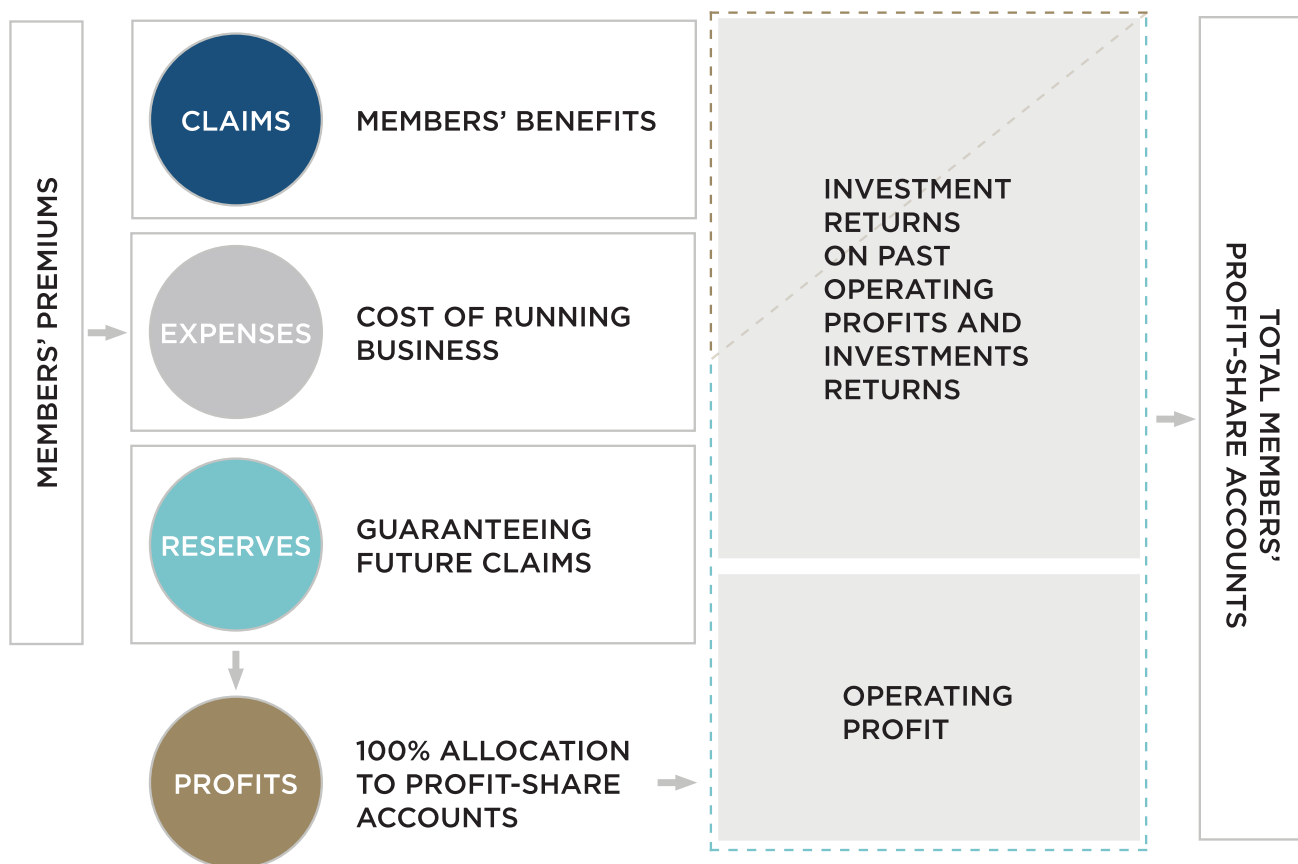 MEMBERS’ PREMIUMS
CLAIMS
MEMBERS’ BENEFITS
EXPENSES
COST OF RUNNING
BUSINESS
RESERVES
GUARANTEEING
FUTURE CLAIMS
PROFITS
100% ALLOCATION
TO PROFIT-SHARE
ACCOUNTS
INVESTMENT
RETURNS
ON PAST
OPERATING
PROFITS AND
INVESTMENTS
RETURNS
OPERATING
PROFIT
TOTAL MEMBERS’
PROFIT-SHARE ACCOUNTS